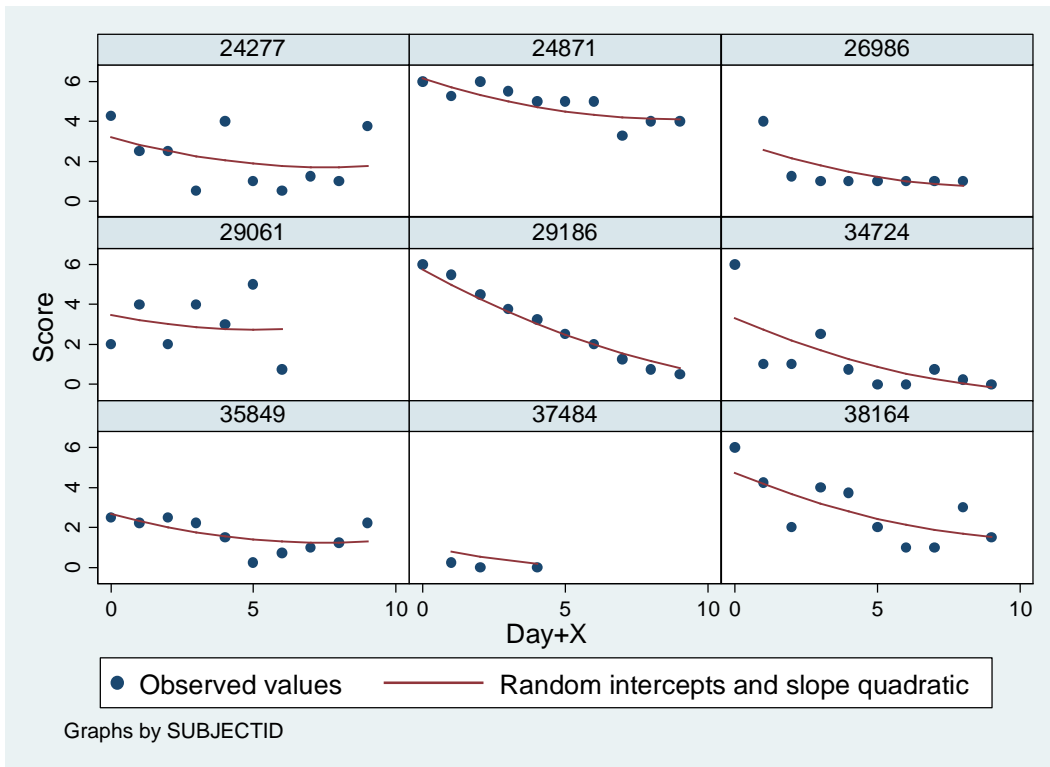 24277 24871 26986
6
4
2
0
29061 29186 34724
6
4
2
0
Score
35849 37484 38164
6
4
2
0
0 5 10 0 5 10 0 5 10
Day+X
Observed values Random intercepts and slope quadratic
Graphs by SUBJECTID